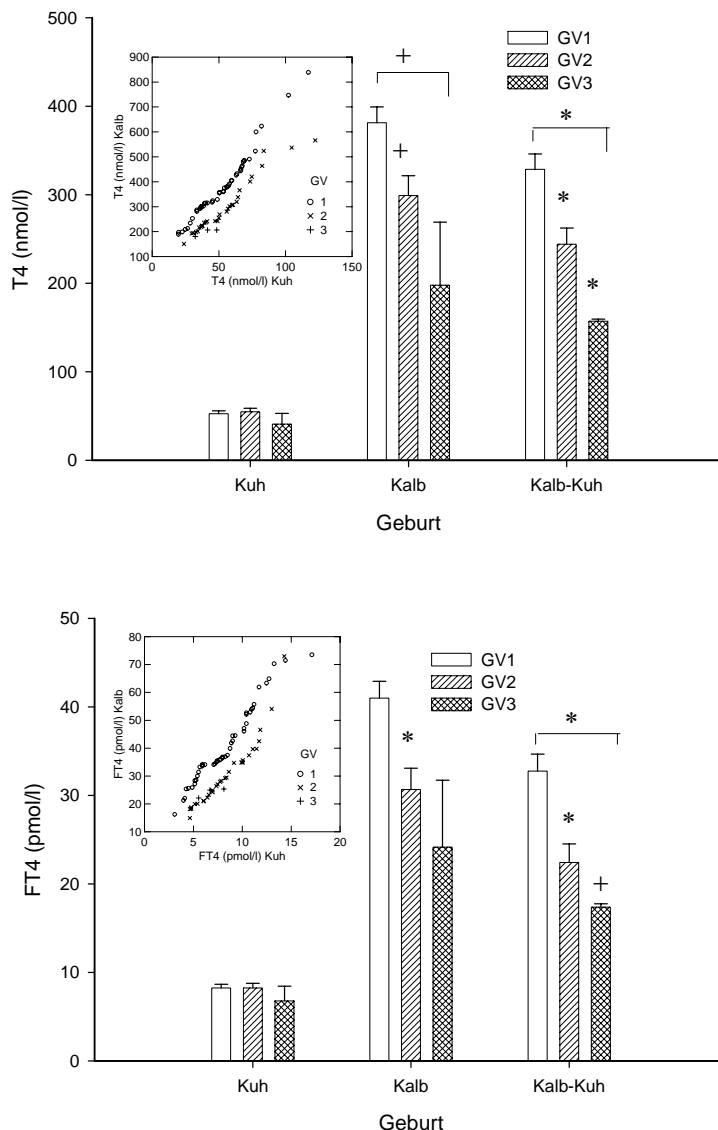 500
400
300
200
100
0
T4 (nmol/l)
Kuh
Kalb
Kalb-Kuh
Geburt
GV1
GV2
GV3
+
+
*
*
*
900
800
700
600
500
400
300
200
100
T4 (nmol/l) Kalb
0
50
100
150
T4 (nmol/l) Kuh
GV
1
2
3
50
40
30
20
10
0
FT4 (pmol/l)
Kuh
Kalb
Kalb-Kuh
Geburt
GV1
GV2
GV3
*
*
*
+
80
70
60
50
40
30
20
10
FT4 (pmol/l) Kalb
0
5
10
15
20
FT4 (pmol/l) Kuh
GV
1
2
3